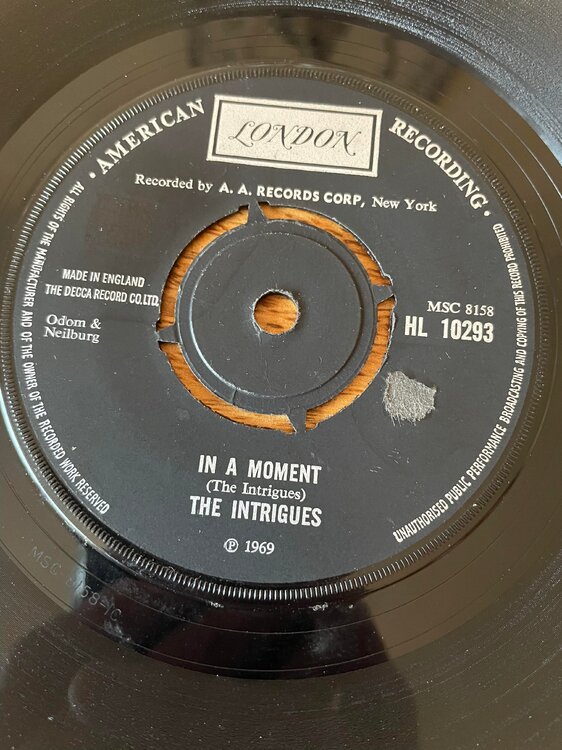 LONDON
· AMERICAN RECORDING ·
Recorded by A. A. RECORDS CORP, New York
MADE IN ENGLAND
THE DECCA RECORD CO. LTD.
Odom &
Neilburg
MSC 8158
HL 10293
IN A MOMENT
(The Intrigues)
THE INTRIGUES
℗ 1969
ALL RIGHTS OF THE MANUFACTURER AND OF THE OWNER OF THE RECORDED WORK RESERVED
UNAUTHORISED PUBLIC PERFORMANCE BROADCASTING AND COPYING OF THIS RECORD PROHIBITED